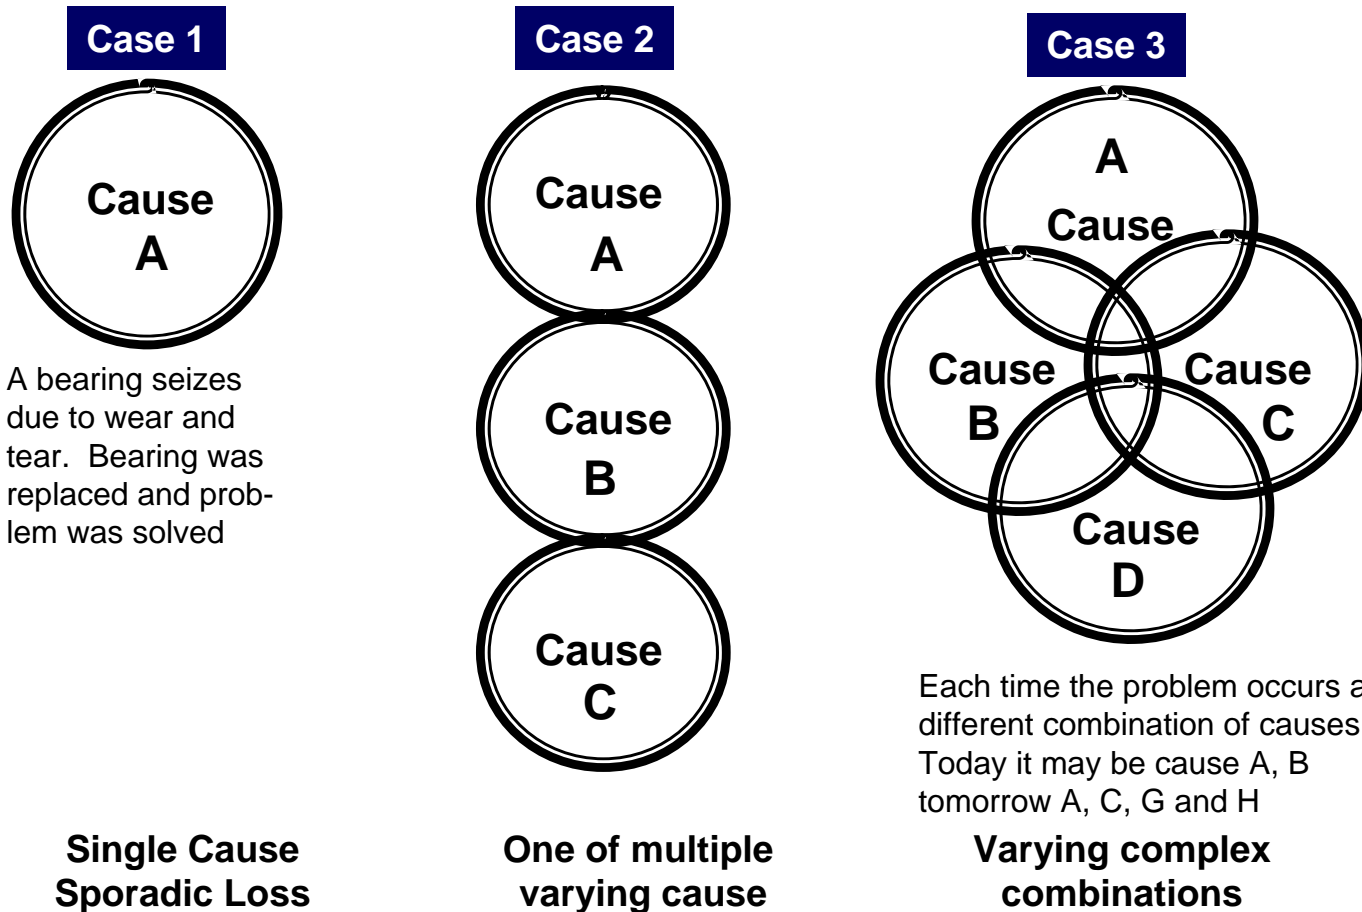 Case 1
Cause
A
A bearing seizes
due to wear and
tear. Bearing was
replaced and prob-
lem was solved
Single Cause
Sporadic Loss
Case 2
Cause
A
Cause
B
Cause
C
One of multiple
varying cause
Case 3
A
Cause
Cause
B
Cause
C
Cause
D
Each time the problem occurs a
different combination of causes
Today it may be cause A, B
tomorrow A, C, G and H
Varying complex
combinations